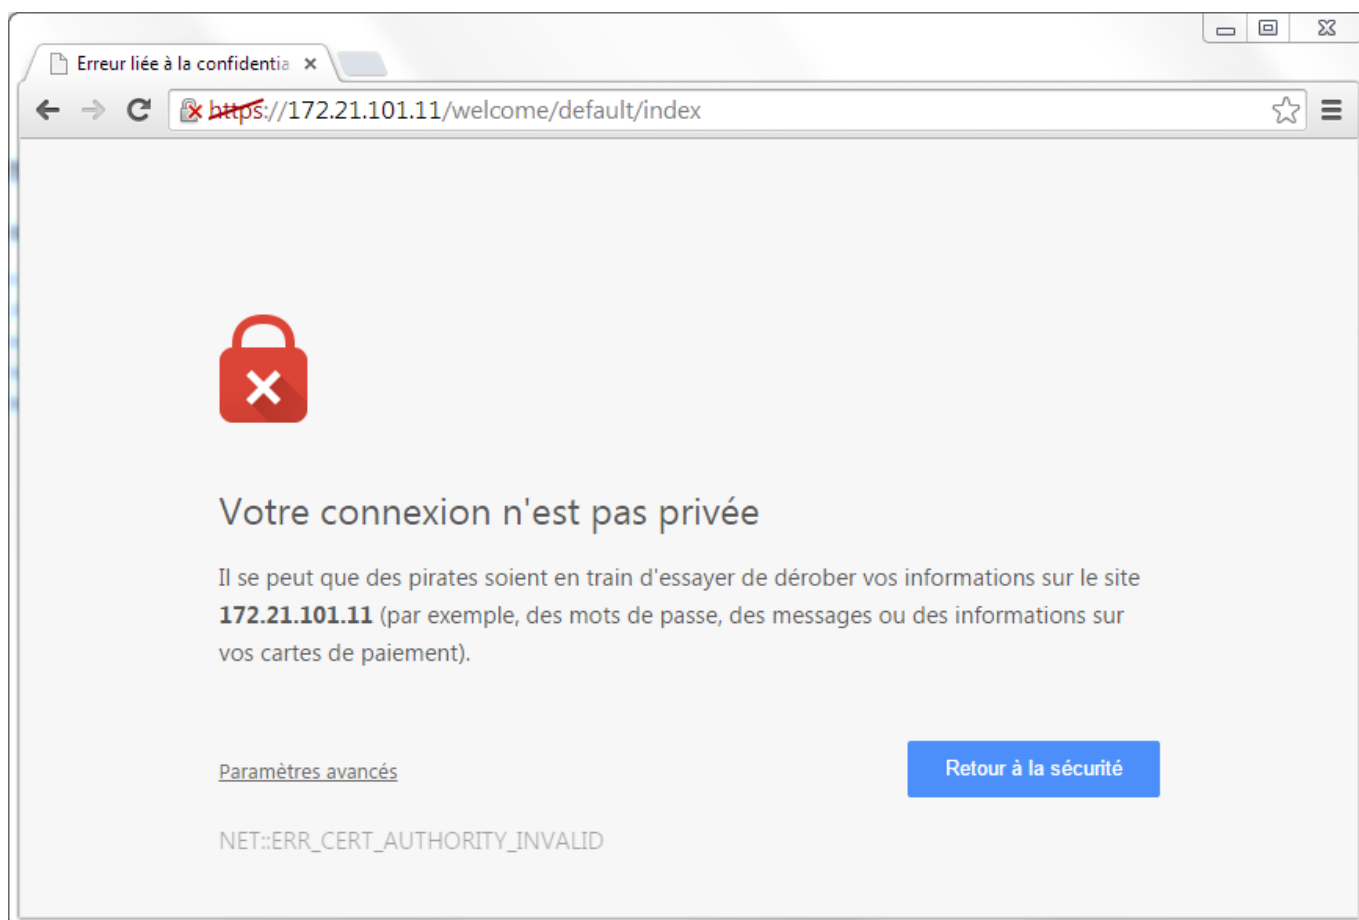 Erreur liée à la confidentia
https://172.21.101.11/welcome/default/index
Votre connexion n'est pas privée
Il se peut que des pirates soient en train d'essayer de dérober vos informations sur le site
172.21.101.11 (par exemple, des mots de passe, des messages ou des informations sur
vos cartes de paiement).
Paramètres avancés
Retour à la sécurité
NET::ERR_CERT_AUTHORITY_INVALID